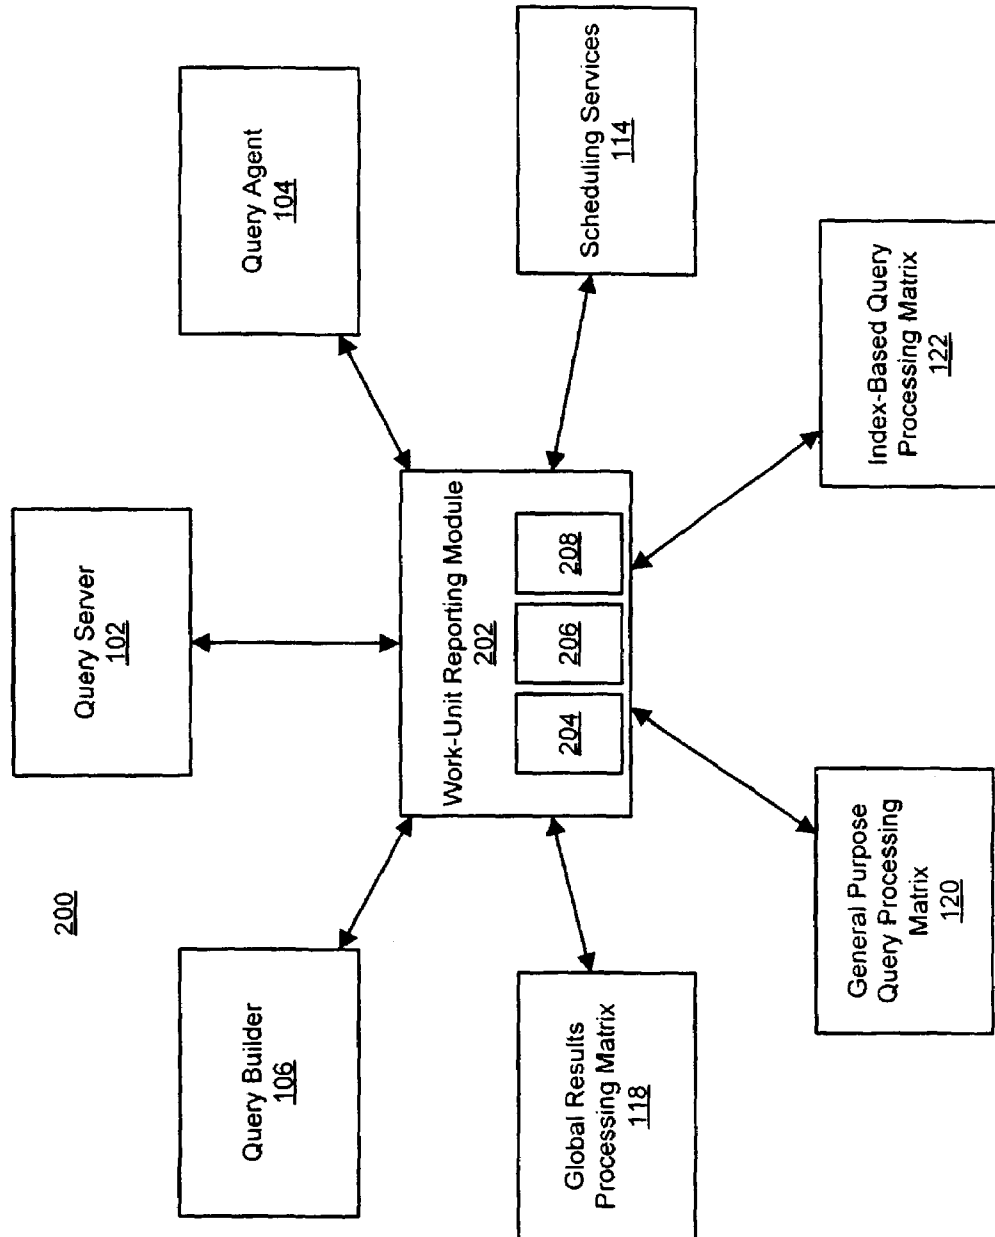 200
Query Builder
106
Query Server
102
Query Agent
104
Work-Unit Reporting Module
202
204
206
208
Global Results
Processing Matrix
118
Scheduling Services
114
General Purpose
Query Processing
Matrix
120
Index-Based Query
Processing Matrix
122